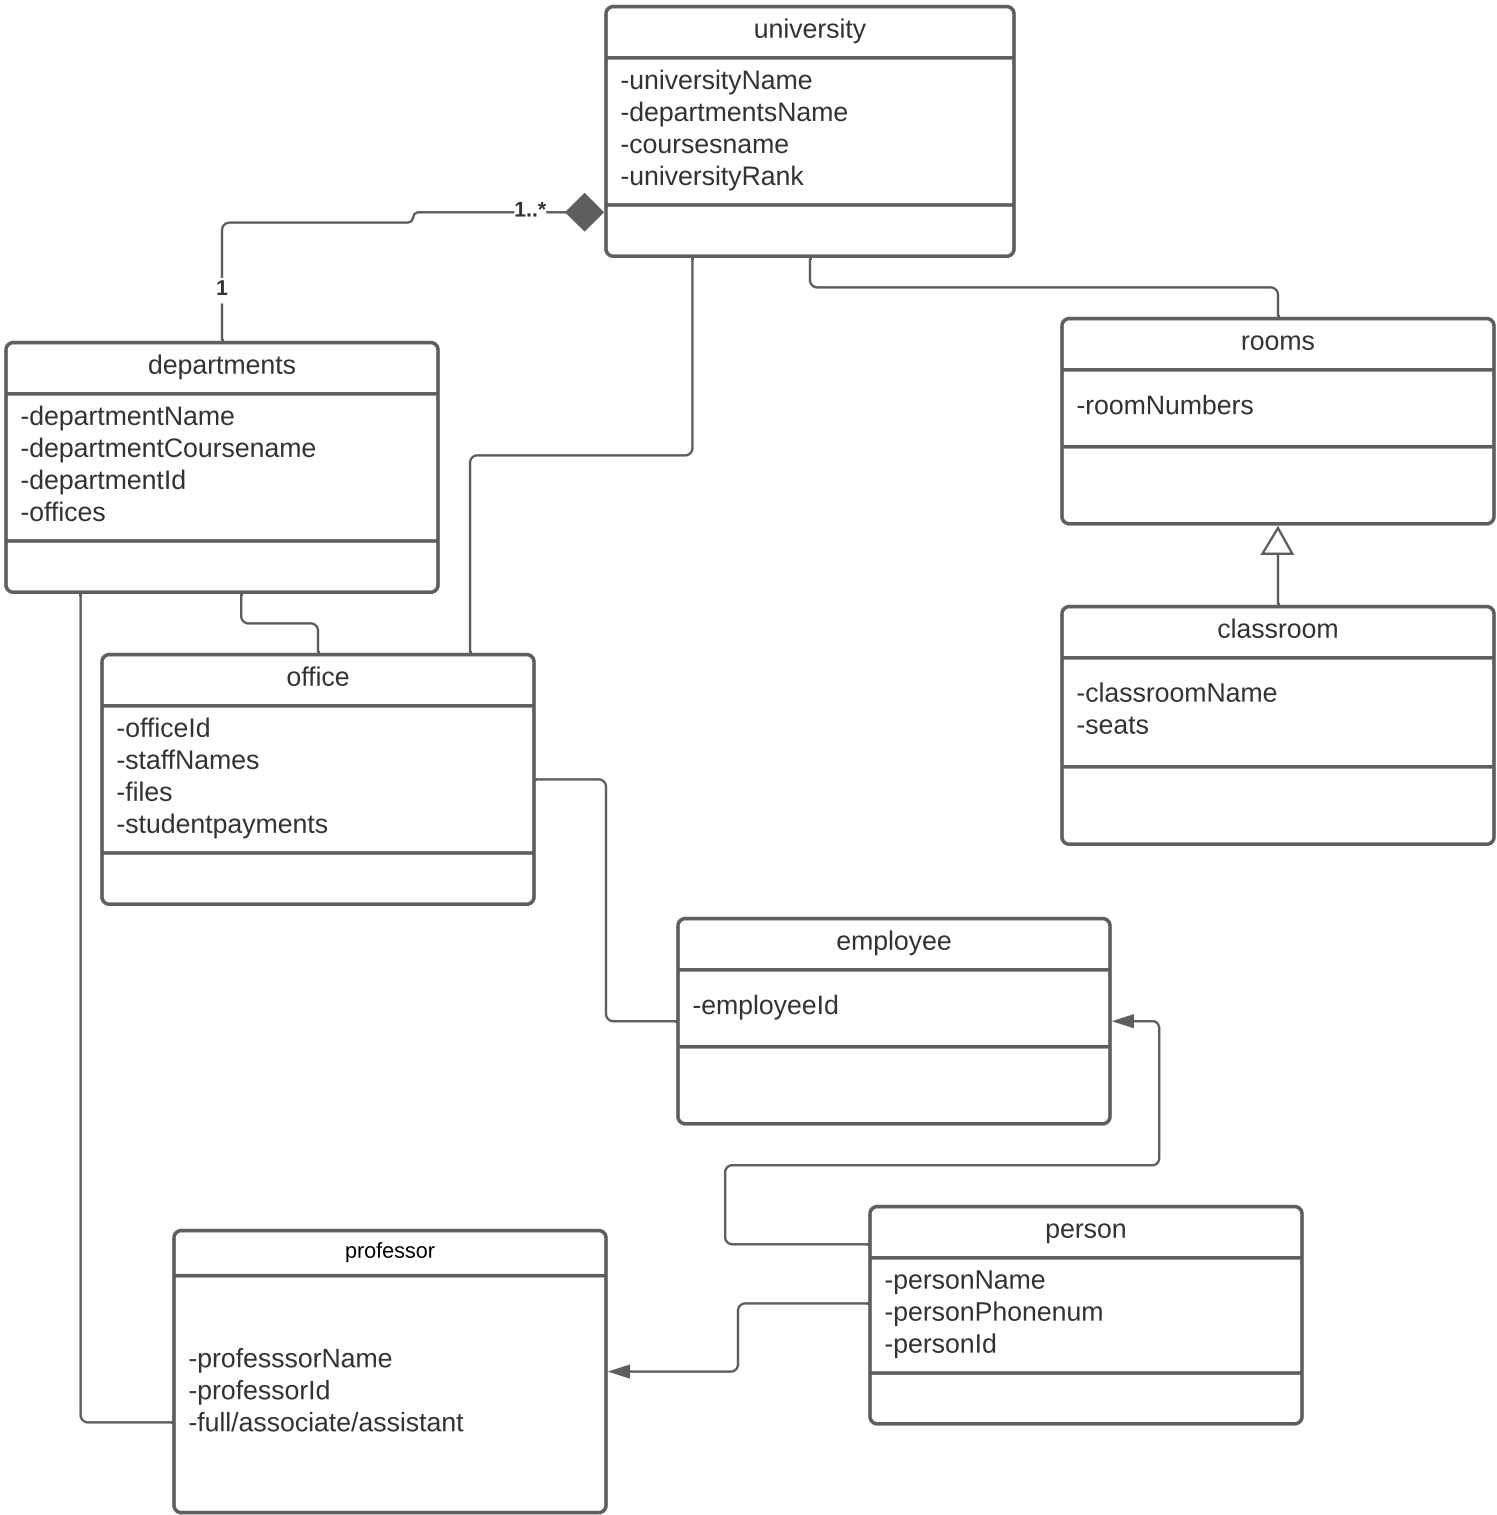 university
-universityName
-departmentsName
-coursesname
-universityRank
1..*
1
departments
-departmentName
-departmentCoursename
-departmentId
-offices
rooms
-roomNumbers
classroom
-classroomName
-seats
office
-officeId
-staffNames
-files
-studentpayments
employee
-employeeId
person
-personName
-personPhonenum
-personId
professor
-professsorName
-professorId
-full/associate/assistant